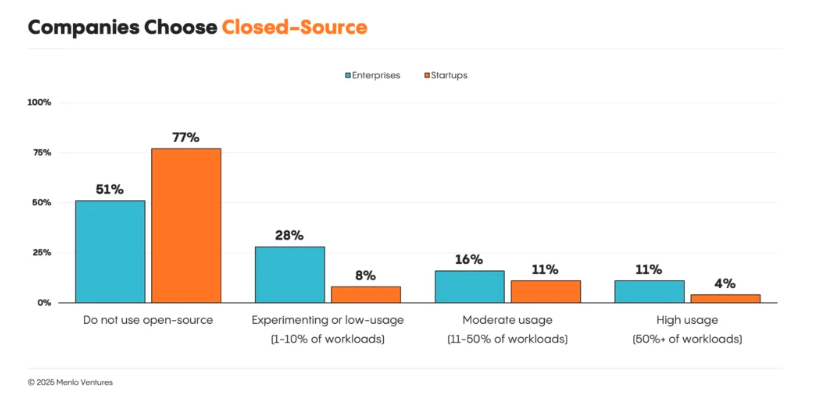 Companies Choose Closed-Source
Enterprises Startups
100%
75%
50%
25%
0%
51%
77%
28%
8%
16%
11%
11%
4%
Do not use open-source
Experimenting or low-usage
(1-10% of workloads)
Moderate usage
(11-50% of workloads)
High usage
(50%+ of workloads)
© 2025 Menlo Ventures